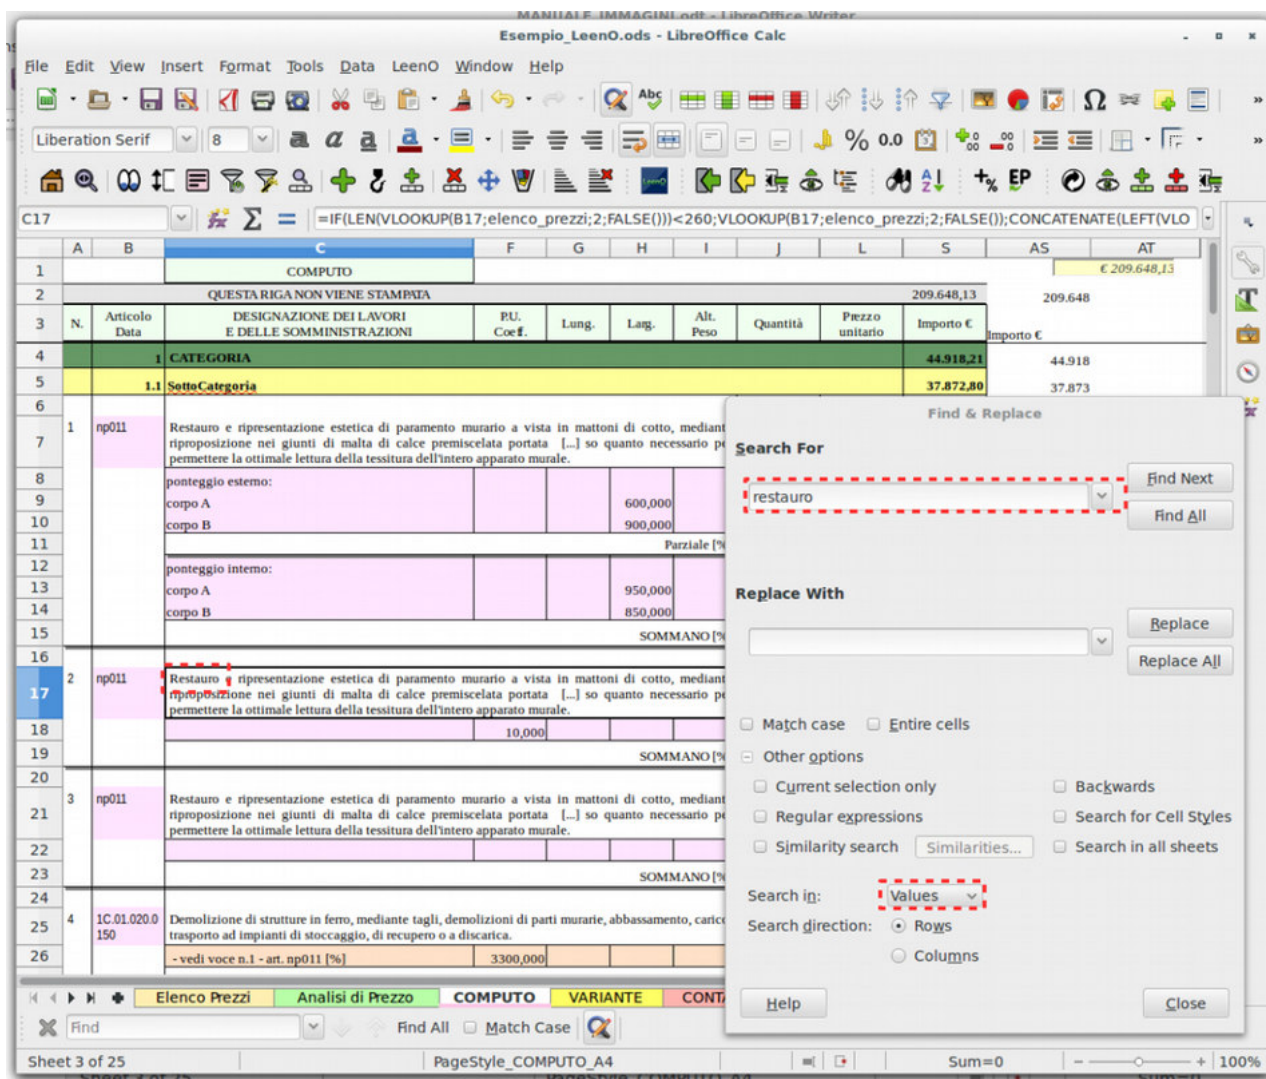 MANUALE_IMMAGINI.odt - LibreOffice Writer
Esempio_LeenO.ods - LibreOffice Calc
File Edit View Insert Format Tools Data LeenO Window Help
Liberation Serif 8
C17 =IF(LEN(VLOOKUP(B17;elenco_prezzi;2;FALSE()))<260;VLOOKUP(B17;elenco_prezzi;2;FALSE());CONCATENATE(LEFT(VLO
A B C F G H I J L S AS AT
1 COMPUTO € 209.648,13
2 QUESTA RIGA NON VIENE STAMPATA 209.648,13 209.648
3 N. Articolo Data DESIGNAZIONE DEI LAVORI E DELLE SOMMINISTRAZIONI P.U. Coeff. Lung. Larg. Alt. Peso Quantità Prezzo unitario Importo € Importo €
4 1 CATEGORIA 44.918,21 44.918
5 1.1 SottoCategoria 37.872,80 37.873
6
7 1 np011 Restauro e ripresentazione estetica di paramento murario a vista in mattoni di cotto, mediant
riproposizione nei giunti di malta di calce premiscelata portata [...] so quanto necessario pe
permettere la ottimale lettura della tessitura dell'intero apparato murale.
8 ponteggio esterno:
9 corpo A 600,000
10 corpo B 900,000
11 Parziale [%
12 ponteggio interno:
13 corpo A 950,000
14 corpo B 850,000
15 SOMMANO [%
16
17 2 np011 Restauro e ripresentazione estetica di paramento murario a vista in mattoni di cotto, mediant
riproposizione nei giunti di malta di calce premiscelata portata [...] so quanto necessario pe
permettere la ottimale lettura della tessitura dell'intero apparato murale.
18 10,000
19 SOMMANO [%
20
21 3 np011 Restauro e ripresentazione estetica di paramento murario a vista in mattoni di cotto, mediant
riproposizione nei giunti di malta di calce premiscelata portata [...] so quanto necessario pe
permettere la ottimale lettura della tessitura dell'intero apparato murale.
22
23 SOMMANO [%
24
25 4 1C.01.020.0150 Demolizione di strutture in ferro, mediante tagli, demolizioni di parti murarie, abbassamento, carico
trasporto ad impianti di stoccaggio, di recupero o a discarica.
26 - vedi voce n.1 - art. np011 [%] 3300,000
Find & Replace
Search For
restauro
Find Next
Find All
Replace With
Replace
Replace All
Match case Entire cells
Other options
Current selection only Backwards
Regular expressions Search for Cell Styles
Similarity search Similarities... Search in all sheets
Search in: Values
Search direction: Rows
Columns
Help Close
Elenco Prezzi Analisi di Prezzo COMPUTO VARIANTE CONTA
Find Find All Match Case
Sheet 3 of 25 PageStyle_COMPUTO_A4 Sum=0 100%